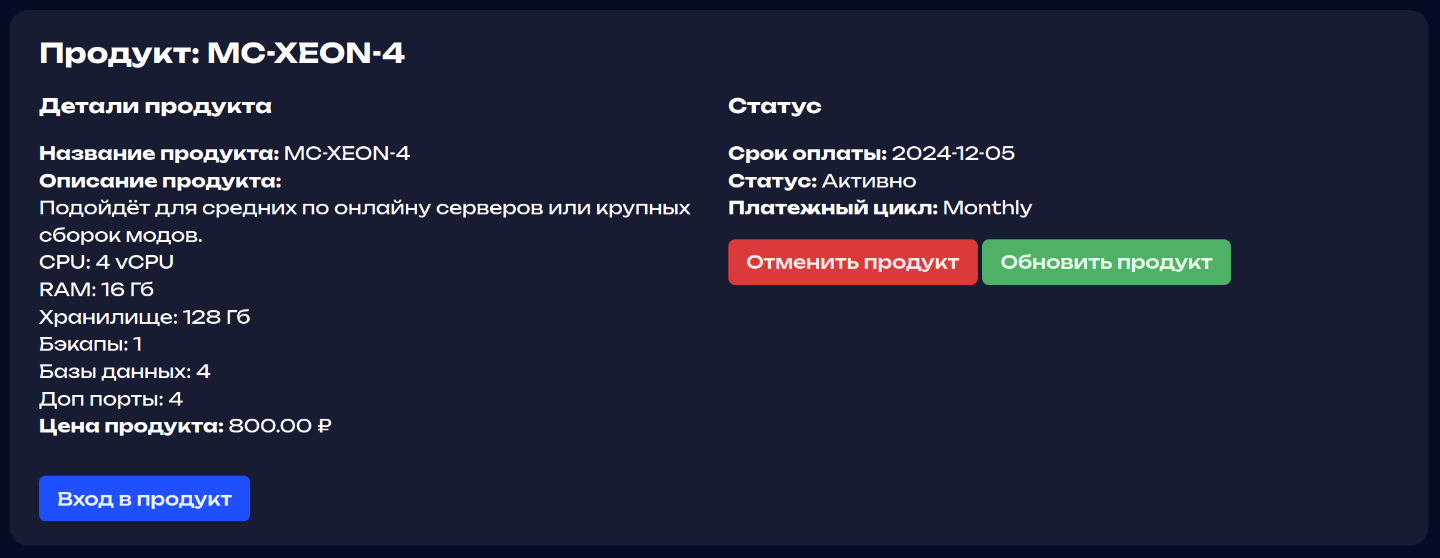 Продукт: MC-XEON-4
Детали продукта
Название продукта: MC-XEON-4
Описание продукта:
Подойдёт для средних по онлайну серверов или крупных
сборок модов.
CPU: 4 vCPU
RAM: 16 Гб
Хранилище: 128 Гб
Бэкапы: 1
Базы данных: 4
Доп порты: 4
Цена продукта: 800.00 ₽
Вход в продукт
Статус
Срок оплаты: 2024-12-05
Статус: Активно
Платежный цикл: Monthly
Отменить продукт Обновить продукт